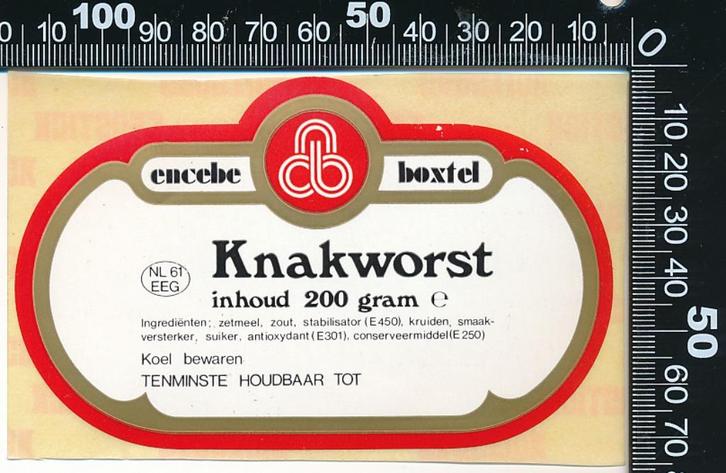 0 10 100 90 80 70 60 50 40 30 20 10 0
encebe boxtel
Knakworst
NL 61
EEG
inhoud 200 gram ℮
Ingrediënten: zetmeel, zout, stabilisator (E450), kruiden, smaak-
versterker, suiker, antioxydant (E301), conserveermiddel (E250)
Koel bewaren
TENMINSTE HOUDBAAR TOT
10
20
30
40
50
60
70